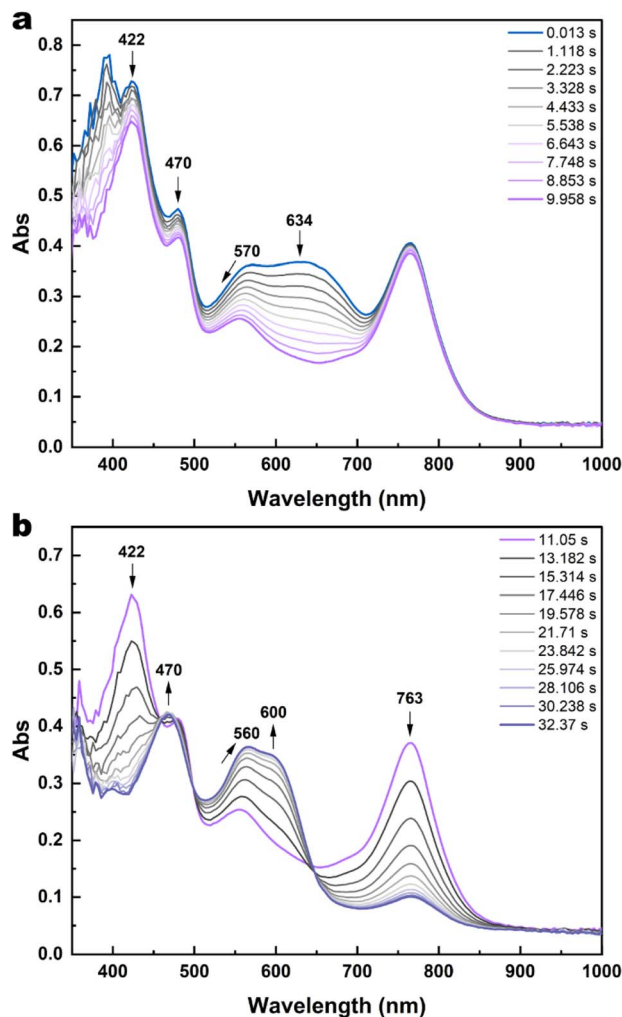 a
422
470
570
634
0.013 s
1.118 s
2.223 s
3.328 s
4.433 s
5.538 s
6.643 s
7.748 s
8.853 s
9.958 s
0.8
0.7
0.6
0.5
0.4
0.3
0.2
0.1
0.0
Abs
400
500
600
700
800
900
1000
Wavelength (nm)
b
422
470
560
600
763
11.05 s
13.182 s
15.314 s
17.446 s
19.578 s
21.71 s
23.842 s
25.974 s
28.106 s
30.238 s
32.37 s
0.7
0.6
0.5
0.4
0.3
0.2
0.1
0.0
Abs
400
500
600
700
800
900
1000
Wavelength (nm)